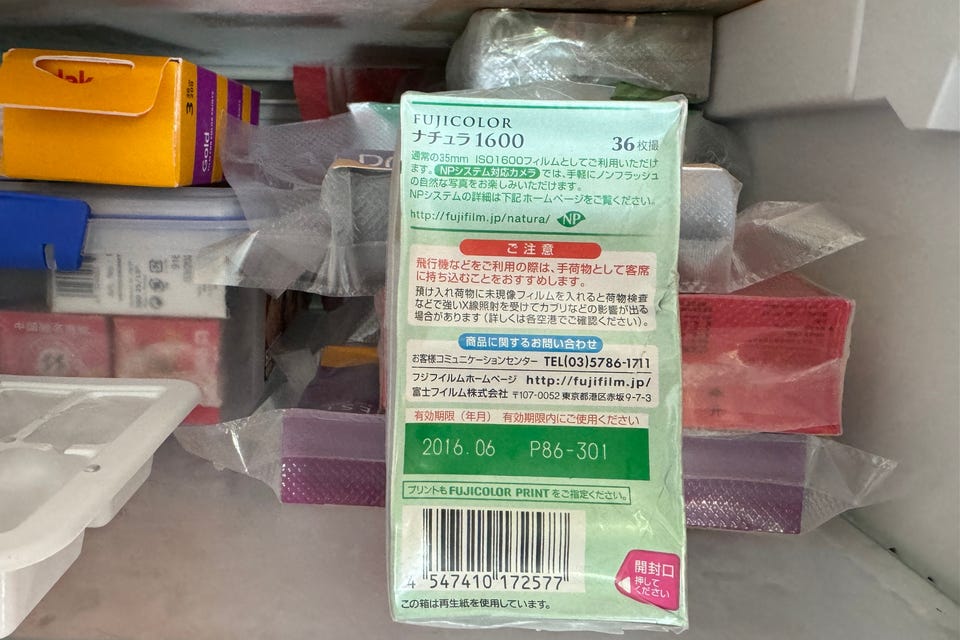 FUJICOLOR
ナチュラ 1600 36枚撮
通常の35mm ISO1600フィルムとしてご利用いただけ
ます。NPシステム対応カメラでは、手軽にノンフラッシュ
の自然な写真をお楽しみいただけます。
NPシステムの詳細は下記ホームページをご覧ください。
http://fujifilm.jp/natura/ NP
ご注意
飛行機などをご利用の際は、手荷物として客席
に持ち込むことをおすすめします。
預け入れ荷物に未現像フィルムを入れると荷物検査
などで強いX線照射を受けてカブリなどの影響が出る
場合があります（詳しくは各空港でご確認ください）。
商品に関するお問い合わせ
お客様コミュニケーションセンター TEL(03)5786-1711
フジフイルムホームページ http://fujifilm.jp/
富士フイルム株式会社 〒107-0052 東京都港区赤坂9-7-3
有効期限（年月） 有効期限内にご使用ください
2016.06 P86-301
プリントも FUJICOLOR PRINT をご指定ください。
4 547410 172577
開封口
押して
ください
この箱は再生紙を使用しています。
Gold